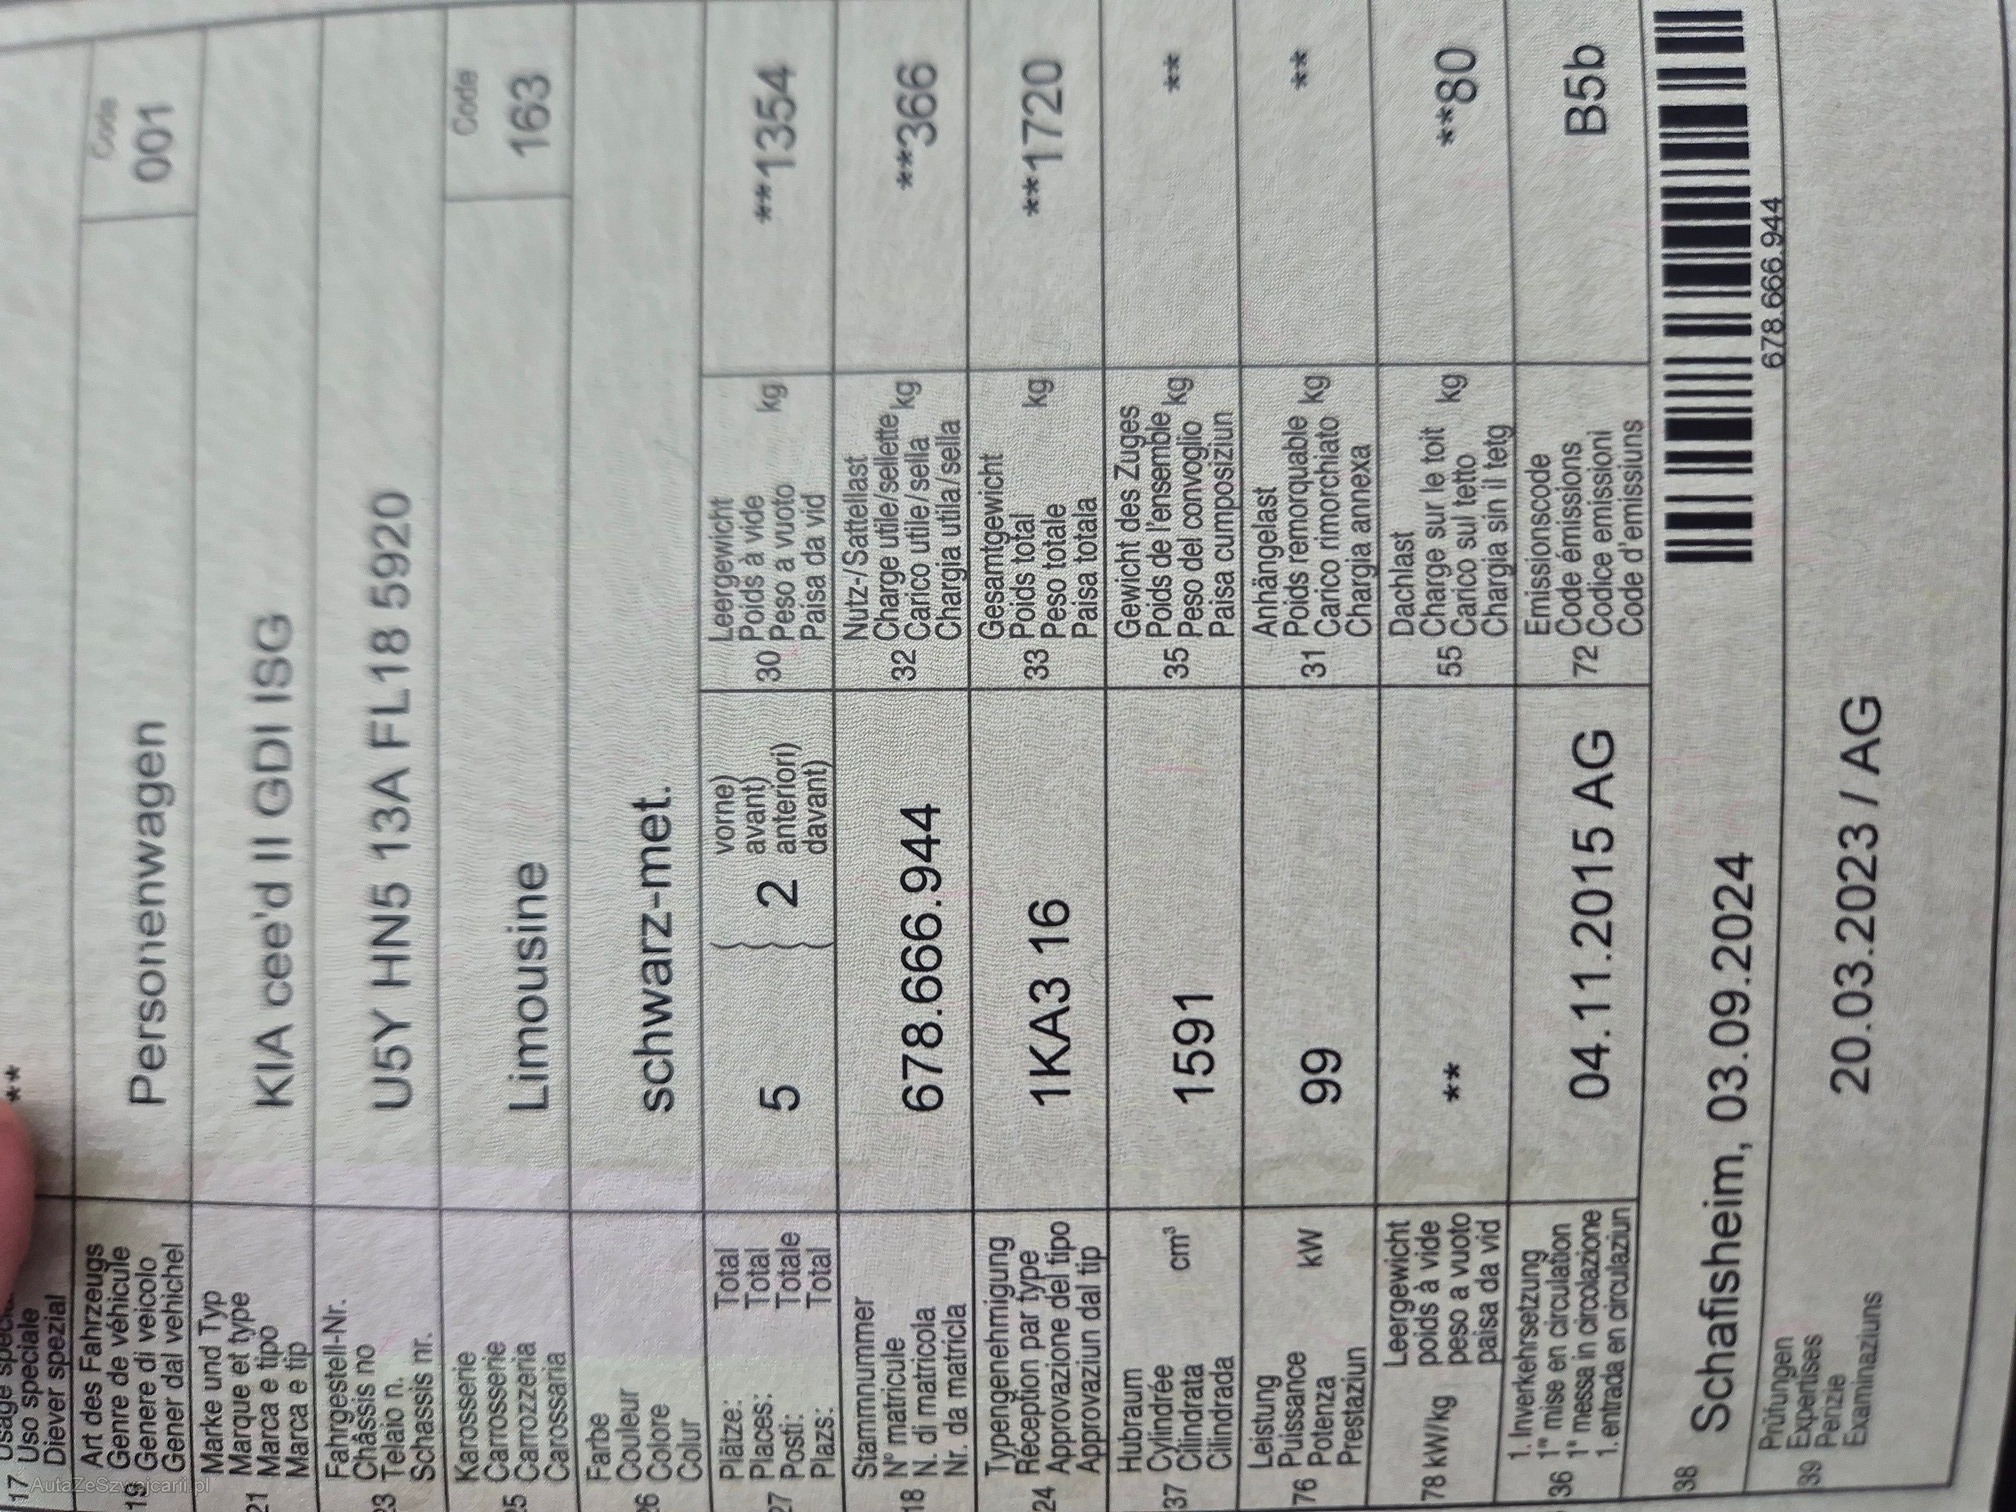 **
17 Uso speciale
Diever spezial
Art des Fahrzeugs
Genre de véhicule
19 Genere di veicolo
Gener dal vehichel
Personenwagen
Code
001
Marke und Typ
Marque et type
21 Marca e tipo
Marca e tip
KIA cee'd II GDI ISG
Fahrgestell-Nr.
Châssis no
23 Telaio n.
Schassis nr.
U5Y HN5 13A FL18 5920
Karosserie
Carrosserie
25 Carrozzeria
Carossaria
Limousine
Code
163
Farbe
Couleur
26 Colore
Colur
schwarz-met.
Plätze: Total
Places: Total
27 Posti: Totale
Plazs: Total
5
2
vorne)
avant)
anteriori)
davant)
Leergewicht
Poids à vide
30 Peso a vuoto kg
Paisa da vid
**1354
Stammnummer
N° matricule
18 N. di matricola
Nr. da matricla
678.666.944
Nutz-/Sattellast
Charge utile/sellette
32 Carico utile/sella kg
Chargia utila/sella
**366
Typengenehmigung
Réception par type
24 Approvazione del tipo
Approvaziun dal tip
1KA3 16
Gesamtgewicht
33 Poids total kg
Peso totale
Paisa totala
**1720
Hubraum
37 Cylindrée cm³
Cilindrata
Cilindrada
1591
Gewicht des Zuges
Poids de l'ensemble
35 Peso del convoglio kg
Paisa cumposiziun
**
Leistung
Puissance
76 Potenza kW
Prestaziun
99
Anhängelast
Poids remorquable
31 Carico rimorchiato kg
Chargia annexa
**
Leergewicht
poids à vide
78 kW/kg peso a vuoto
paisa da vid
**
Dachlast
Charge sur le toit
55 Carico sul tetto kg
Chargia sin il tetg
**80
1. Inverkehrsetzung
1re mise en circulation
36 1a messa in circolazione
1. entrada en circulaziun
04.11.2015 AG
Emissionscode
Code émissions
72 Codice emissioni
Code d'emissiuns
B5b
38 Schafisheim, 03.09.2024
678.666.944
Prüfungen
39 Expertises
Perizie
Examinaziuns
20.03.2023 / AG
AutaZeSzwajcarii.pl